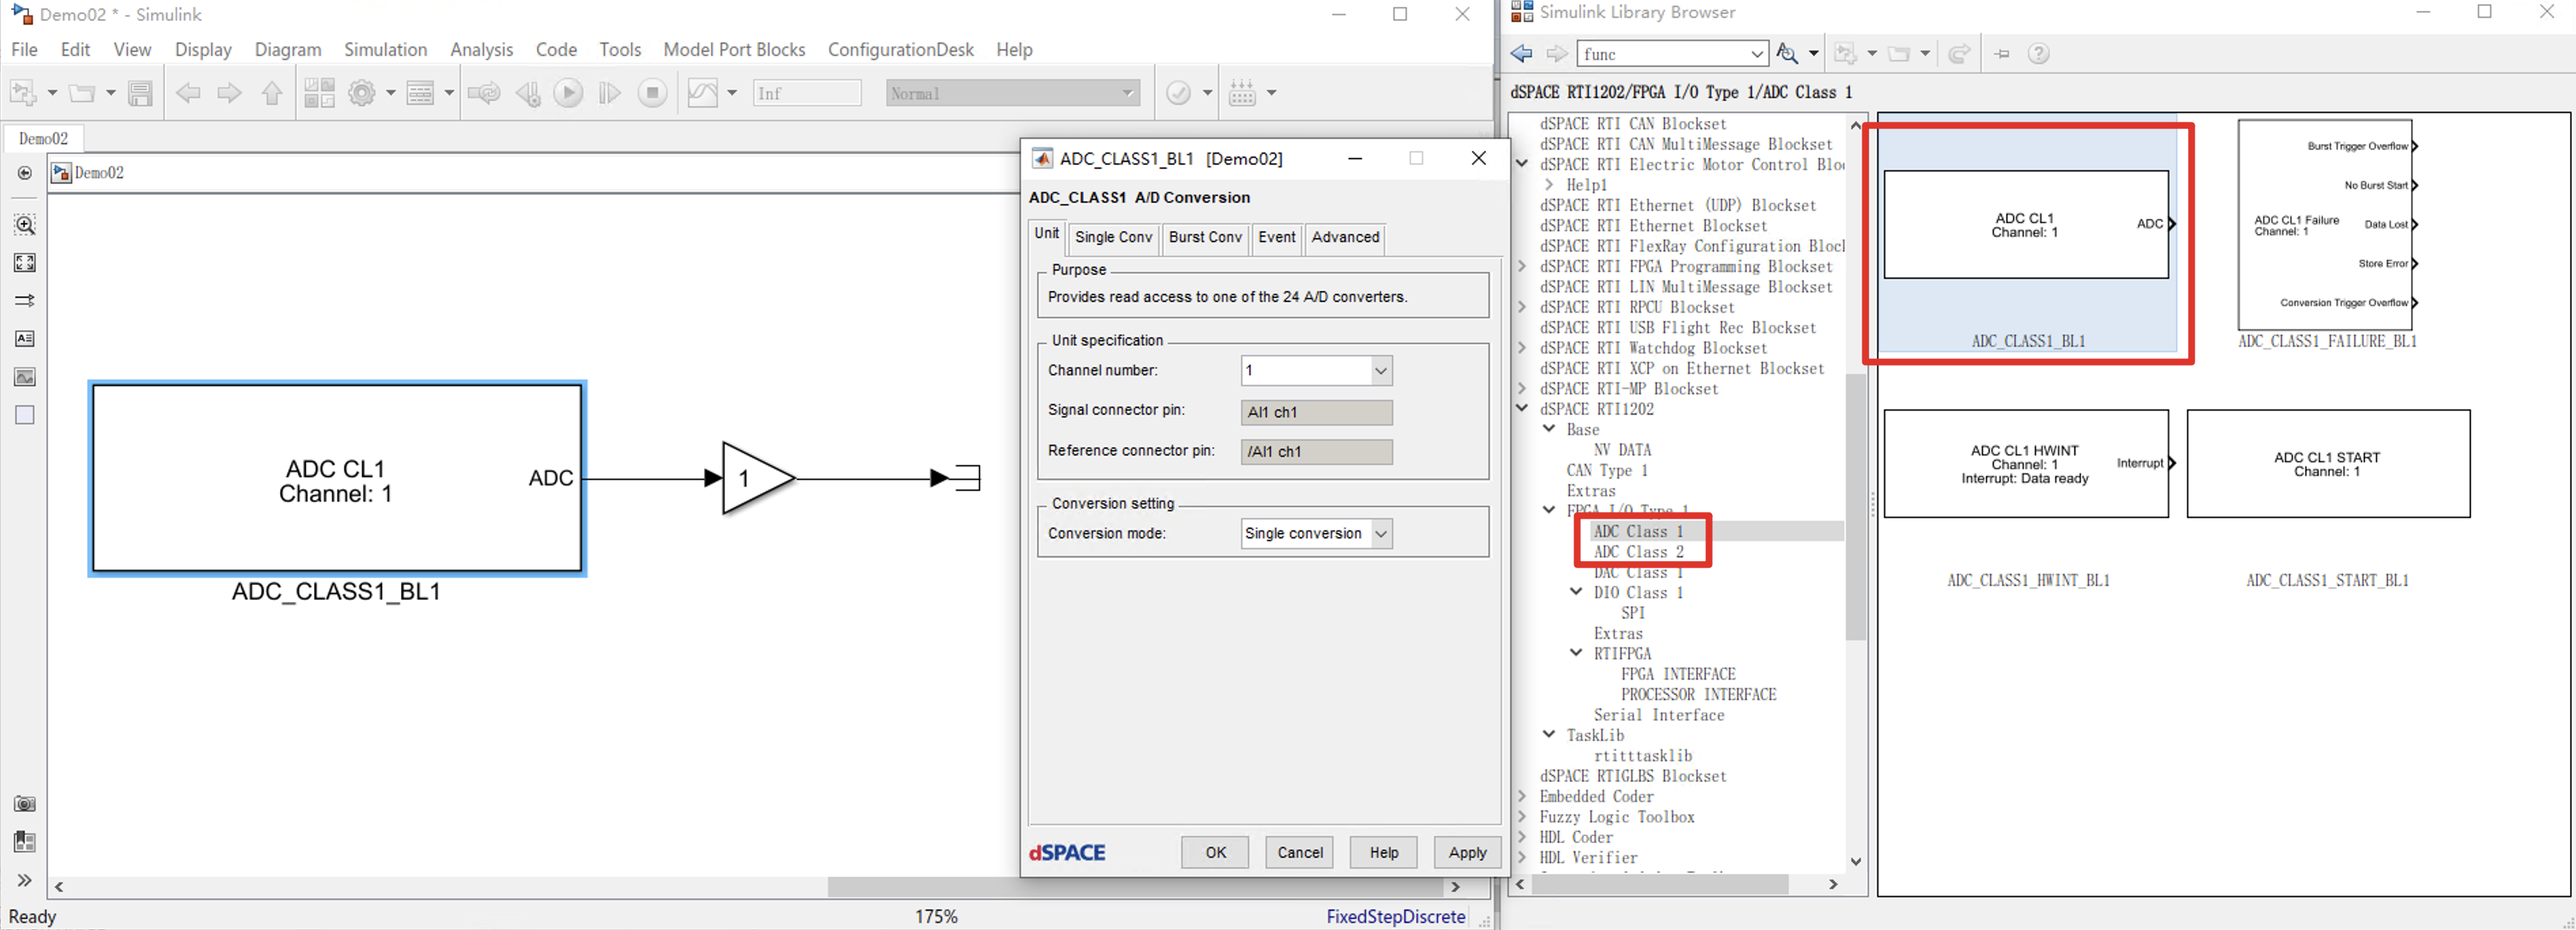 Demo02 * - Simulink
File Edit View Display Diagram Simulation Analysis Code Tools Model Port Blocks ConfigurationDesk Help
Inf Normal
Demo02
Demo02
ADC CL1
Channel: 1
ADC
1
ADC_CLASS1_BL1
Ready 175% FixedStepDiscrete
ADC_CLASS1_BL1 [Demo02]
ADC_CLASS1 A/D Conversion
Unit Single Conv Burst Conv Event Advanced
Purpose
Provides read access to one of the 24 A/D converters.
Unit specification
Channel number: 1
Signal connector pin: AI1 ch1
Reference connector pin: /AI1 ch1
Conversion setting
Conversion mode: Single conversion
dSPACE OK Cancel Help Apply
Simulink Library Browser
func
dSPACE RTI1202/FPGA I/O Type 1/ADC Class 1
dSPACE RTI CAN Blockset
dSPACE RTI CAN MultiMessage Blockset
dSPACE RTI Electric Motor Control Bloc
Help1
dSPACE RTI Ethernet (UDP) Blockset
dSPACE RTI Ethernet Blockset
dSPACE RTI FlexRay Configuration Block
dSPACE RTI FPGA Programming Blockset
dSPACE RTI LIN MultiMessage Blockset
dSPACE RTI RPCU Blockset
dSPACE RTI USB Flight Rec Blockset
dSPACE RTI Watchdog Blockset
dSPACE RTI XCP on Ethernet Blockset
dSPACE RTI-MP Blockset
dSPACE RTI1202
Base
NV DATA
CAN Type 1
Extras
FPGA I/O Type 1
ADC Class 1
ADC Class 2
DAC Class 1
DIO Class 1
SPI
Extras
RTIFPGA
FPGA INTERFACE
PROCESSOR INTERFACE
Serial Interface
TaskLib
rtitttasklib
dSPACE RTIGLBS Blockset
Embedded Coder
Fuzzy Logic Toolbox
HDL Coder
HDL Verifier
ADC CL1
Channel: 1
ADC
ADC_CLASS1_BL1
ADC CL1 Failure
Channel: 1
Burst Trigger Overflow
No Burst Start
Data Lost
Store Error
Conversion Trigger Overflow
ADC_CLASS1_FAILURE_BL1
ADC CL1 HWINT
Channel: 1
Interrupt: Data ready
Interrupt
ADC_CLASS1_HWINT_BL1
ADC CL1 START
Channel: 1
ADC_CLASS1_START_BL1